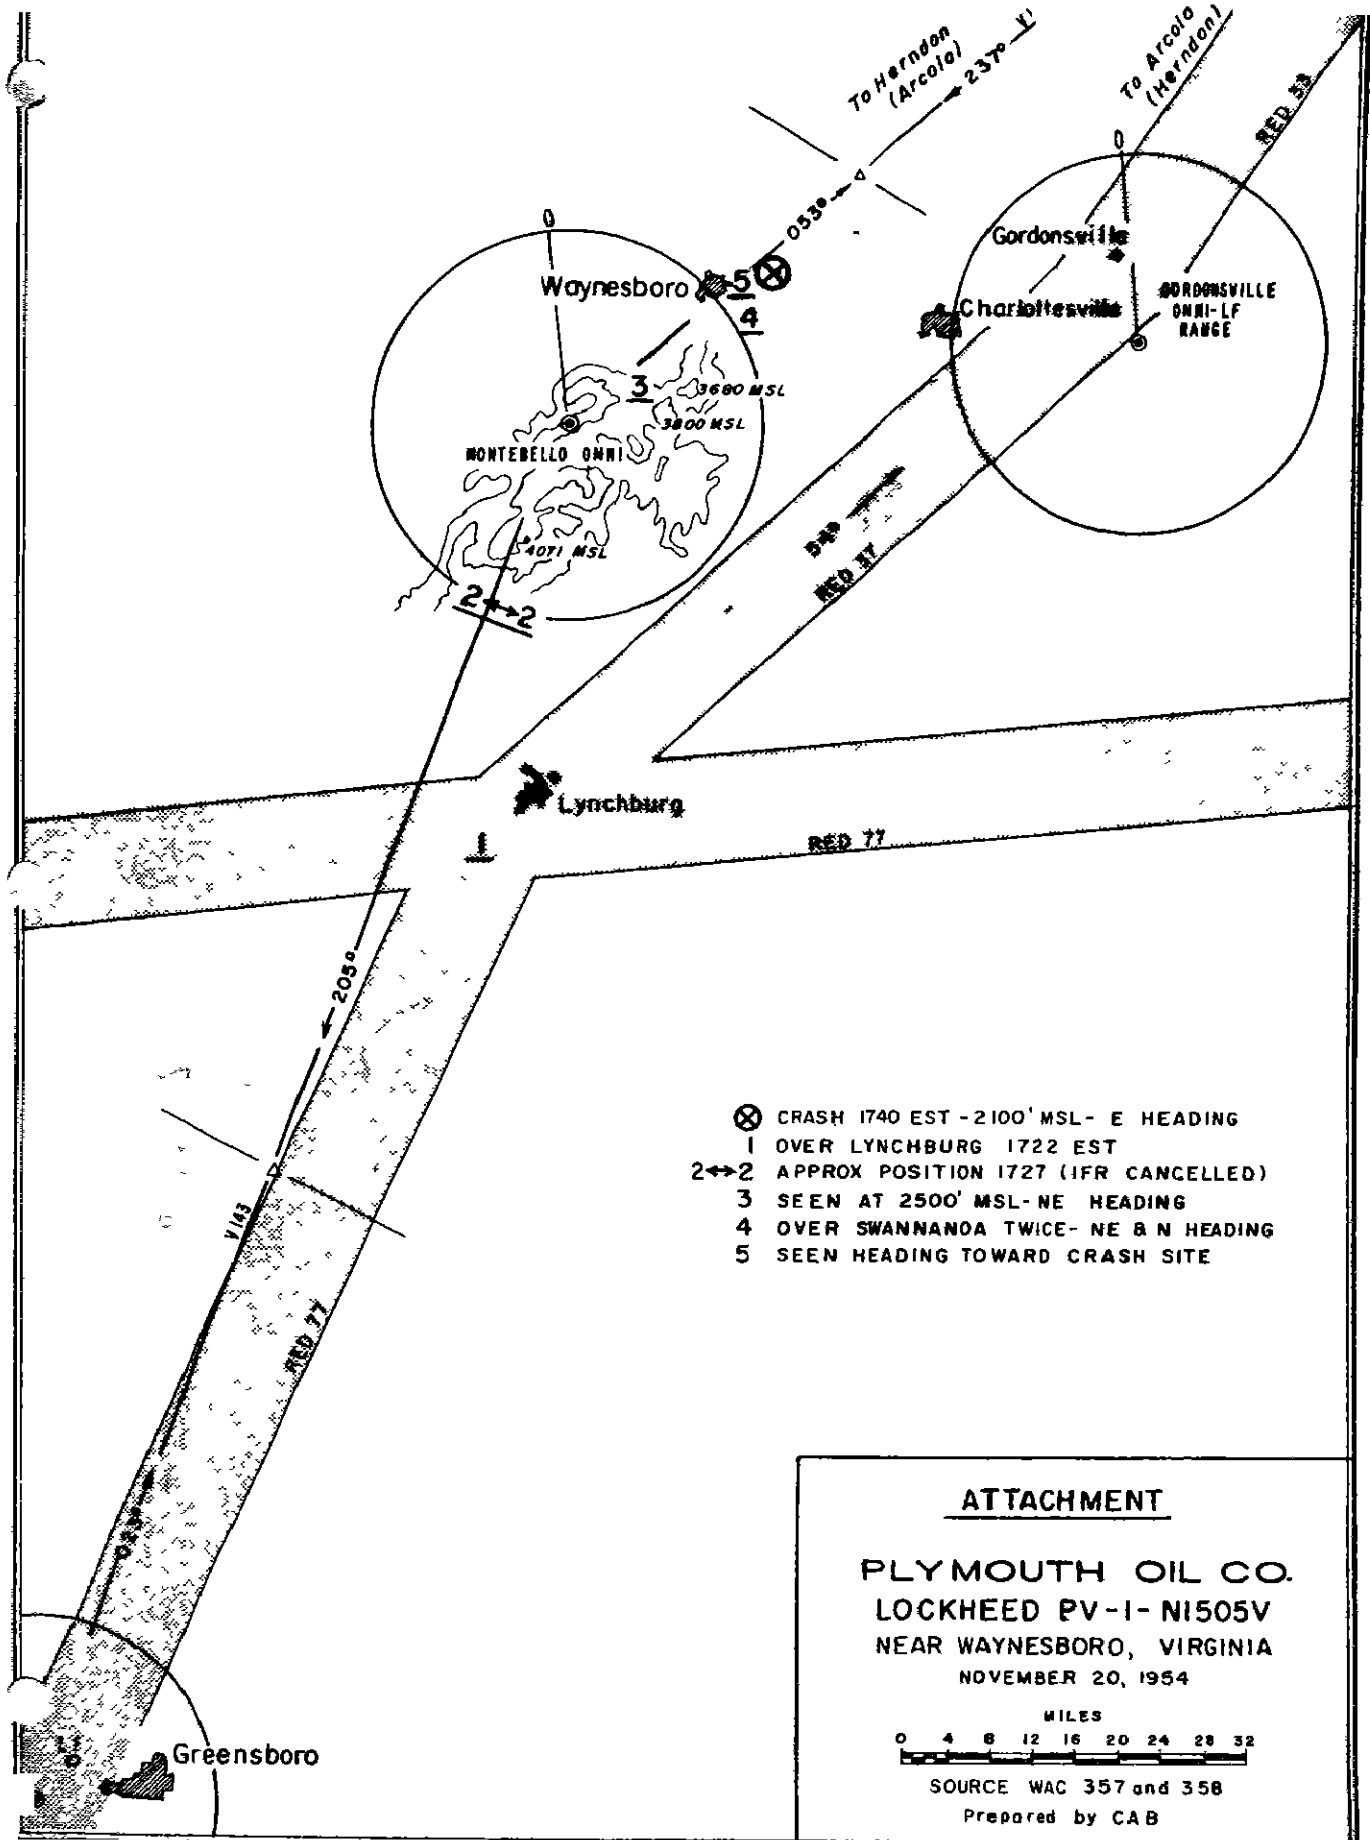 To Herndon
(Arcola)
237°
V1
To Arcola
(Herndon)
RED 33
053°
0
0
Gordonsville
Waynesboro
5
4
Charlottesville
GORDONSVILLE
OMNI-LF
RANGE
3
3680 MSL
3800 MSL
MONTEBELLO OMNI
4071 MSL
54°
RED 37
2↔2
Lynchburg
1
RED 77
205°
V143
RED 77
023°
Greensboro
⊗ CRASH 1740 EST - 2100' MSL - E HEADING
1 OVER LYNCHBURG 1722 EST
2↔2 APPROX POSITION 1727 (IFR CANCELLED)
3 SEEN AT 2500' MSL - NE HEADING
4 OVER SWANNANOA TWICE - NE & N HEADING
5 SEEN HEADING TOWARD CRASH SITE
ATTACHMENT
PLYMOUTH OIL CO.
LOCKHEED PV-1-N1505V
NEAR WAYNESBORO, VIRGINIA
NOVEMBER 20, 1954
MILES
0 4 8 12 16 20 24 28 32
SOURCE WAC 357 and 358
Prepared by CAB